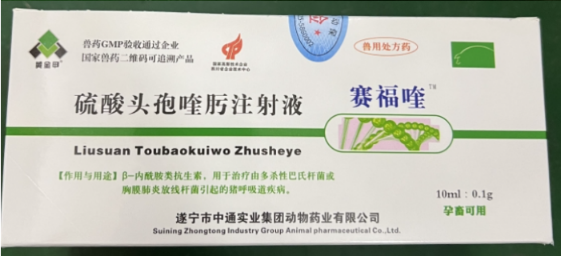 兽药GMP验收通过企业
国家兽药二维码可追溯产品
兽用处方药
硫酸头孢喹肟注射液
赛福喹™
Liusuan Toubaokuiwo Zhusheye
【作用与用途】β-内酰胺类抗生素。用于治疗由多杀性巴氏杆菌或
胸膜肺炎放线杆菌引起的猪呼吸道疾病。
10ml：0.1g
孕畜可用
遂宁市中通实业集团动物药业有限公司
Suining Zhongtong Industry Group Animal pharmaceutical Co.,Ltd.